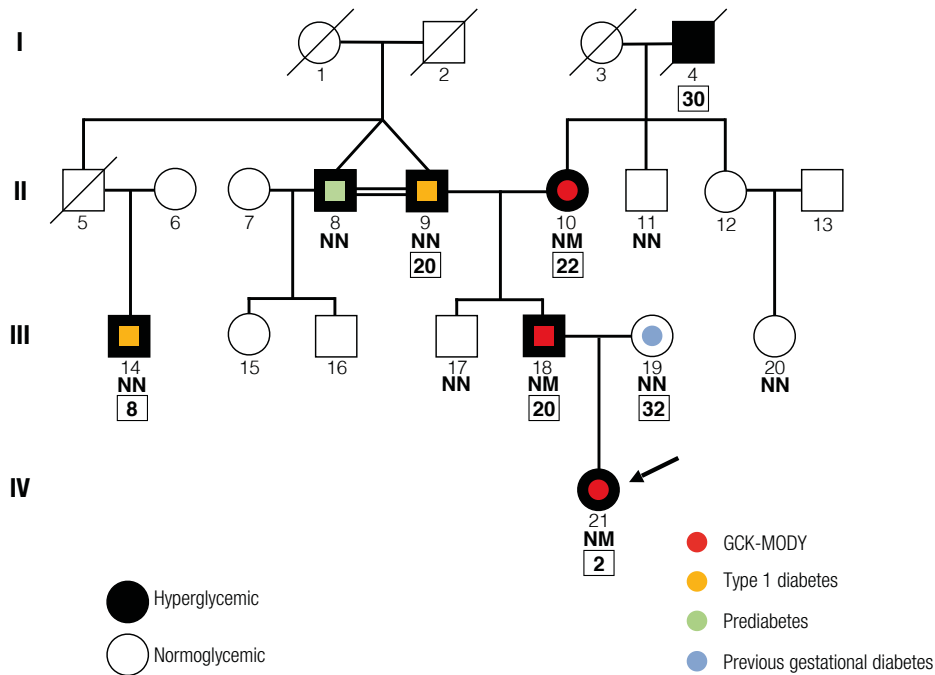 I
1 2 3 4
30
II
5 6 7 8 9 10 11 12 13
NN NN NM NN
20 22
III
14 15 16 17 18 19 20
NN NN NM NN NN
8 20 32
IV
21
NM
2
GCK-MODY
Type 1 diabetes
Hyperglycemic
Prediabetes
Normoglycemic
Previous gestational diabetes